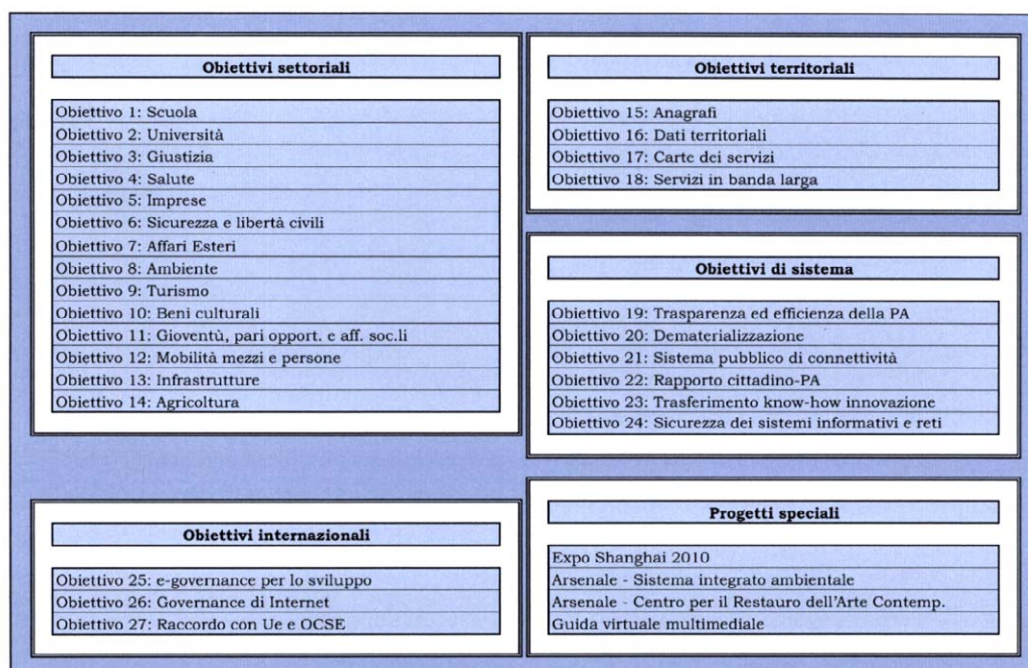 Obiettivi settoriali
Obiettivo 1: Scuola
Obiettivo 2: Università
Obiettivo 3: Giustizia
Obiettivo 4: Salute
Obiettivo 5: Imprese
Obiettivo 6: Sicurezza e libertà civili
Obiettivo 7: Affari Esteri
Obiettivo 8: Ambiente
Obiettivo 9: Turismo
Obiettivo 10: Beni culturali
Obiettivo 11: Gioventù, pari opport. e aff. soc.li
Obiettivo 12: Mobilità mezzi e persone
Obiettivo 13: Infrastrutture
Obiettivo 14: Agricoltura
Obiettivi territoriali
Obiettivo 15: Anagrafi
Obiettivo 16: Dati territoriali
Obiettivo 17: Carte dei servizi
Obiettivo 18: Servizi in banda larga
Obiettivi di sistema
Obiettivo 19: Trasparenza ed efficienza della PA
Obiettivo 20: Dematerializzazione
Obiettivo 21: Sistema pubblico di connettività
Obiettivo 22: Rapporto cittadino-PA
Obiettivo 23: Trasferimento know-how innovazione
Obiettivo 24: Sicurezza dei sistemi informativi e reti
Obiettivi internazionali
Obiettivo 25: e-governance per lo sviluppo
Obiettivo 26: Governance di Internet
Obiettivo 27: Raccordo con Ue e OCSE
Progetti speciali
Expo Shanghai 2010
Arsenale - Sistema integrato ambientale
Arsenale - Centro per il Restauro dell'Arte Contemp.
Guida virtuale multimediale